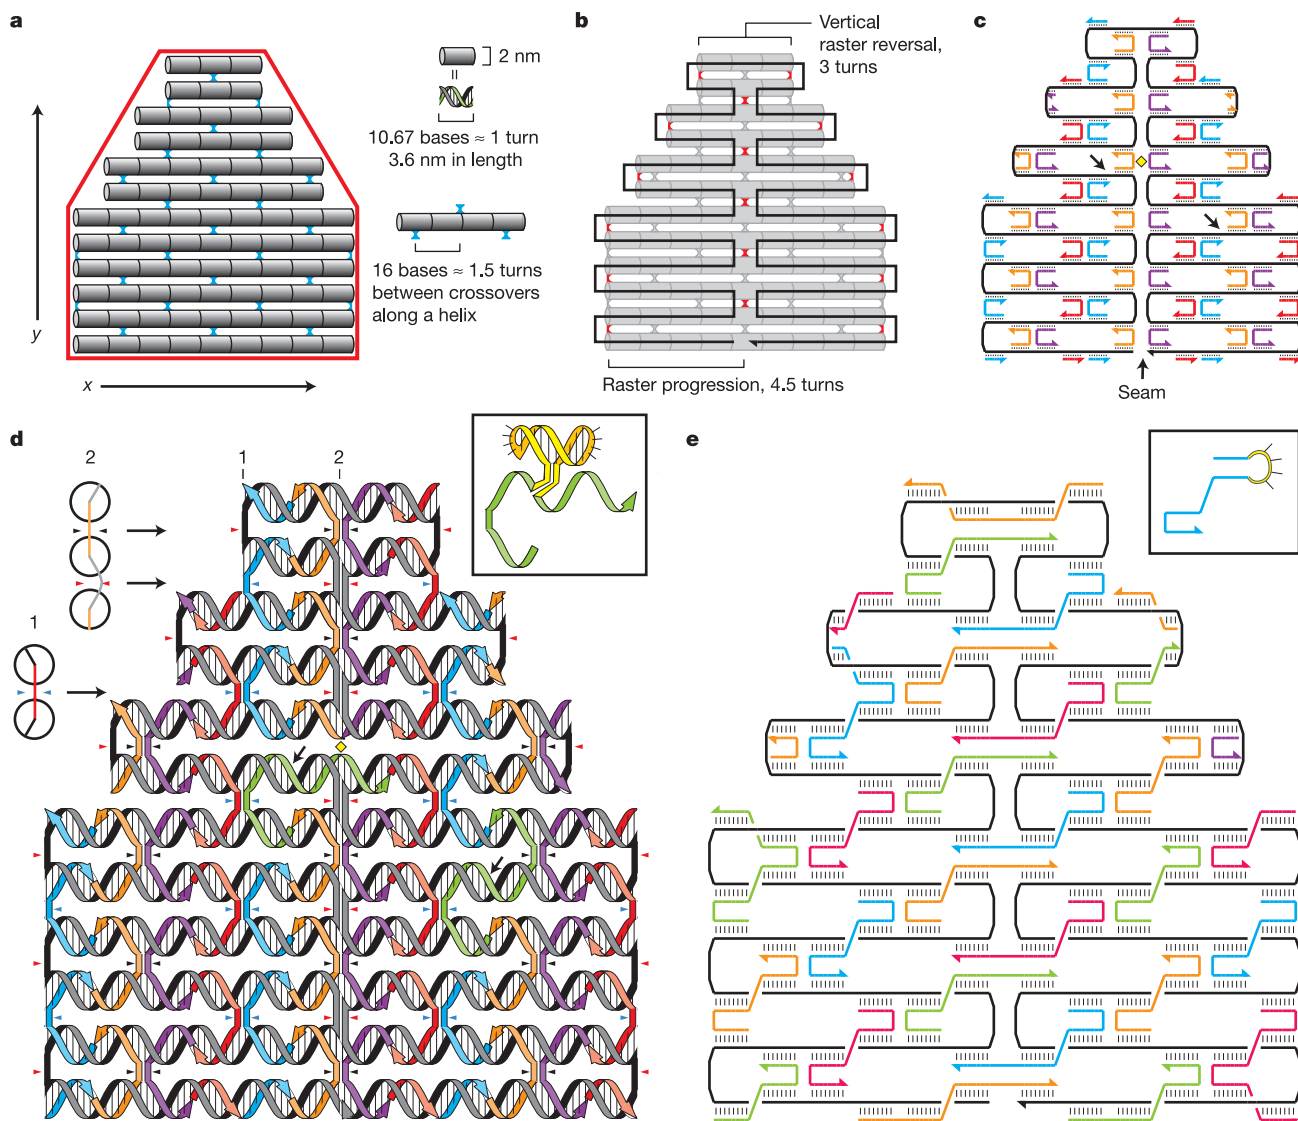 a
2 nm
10.67 bases ≈ 1 turn
3.6 nm in length
16 bases ≈ 1.5 turns
between crossovers
along a helix
y
x
b
Vertical
raster reversal,
3 turns
Raster progression, 4.5 turns
c
Seam
d
2
1
1
2
e